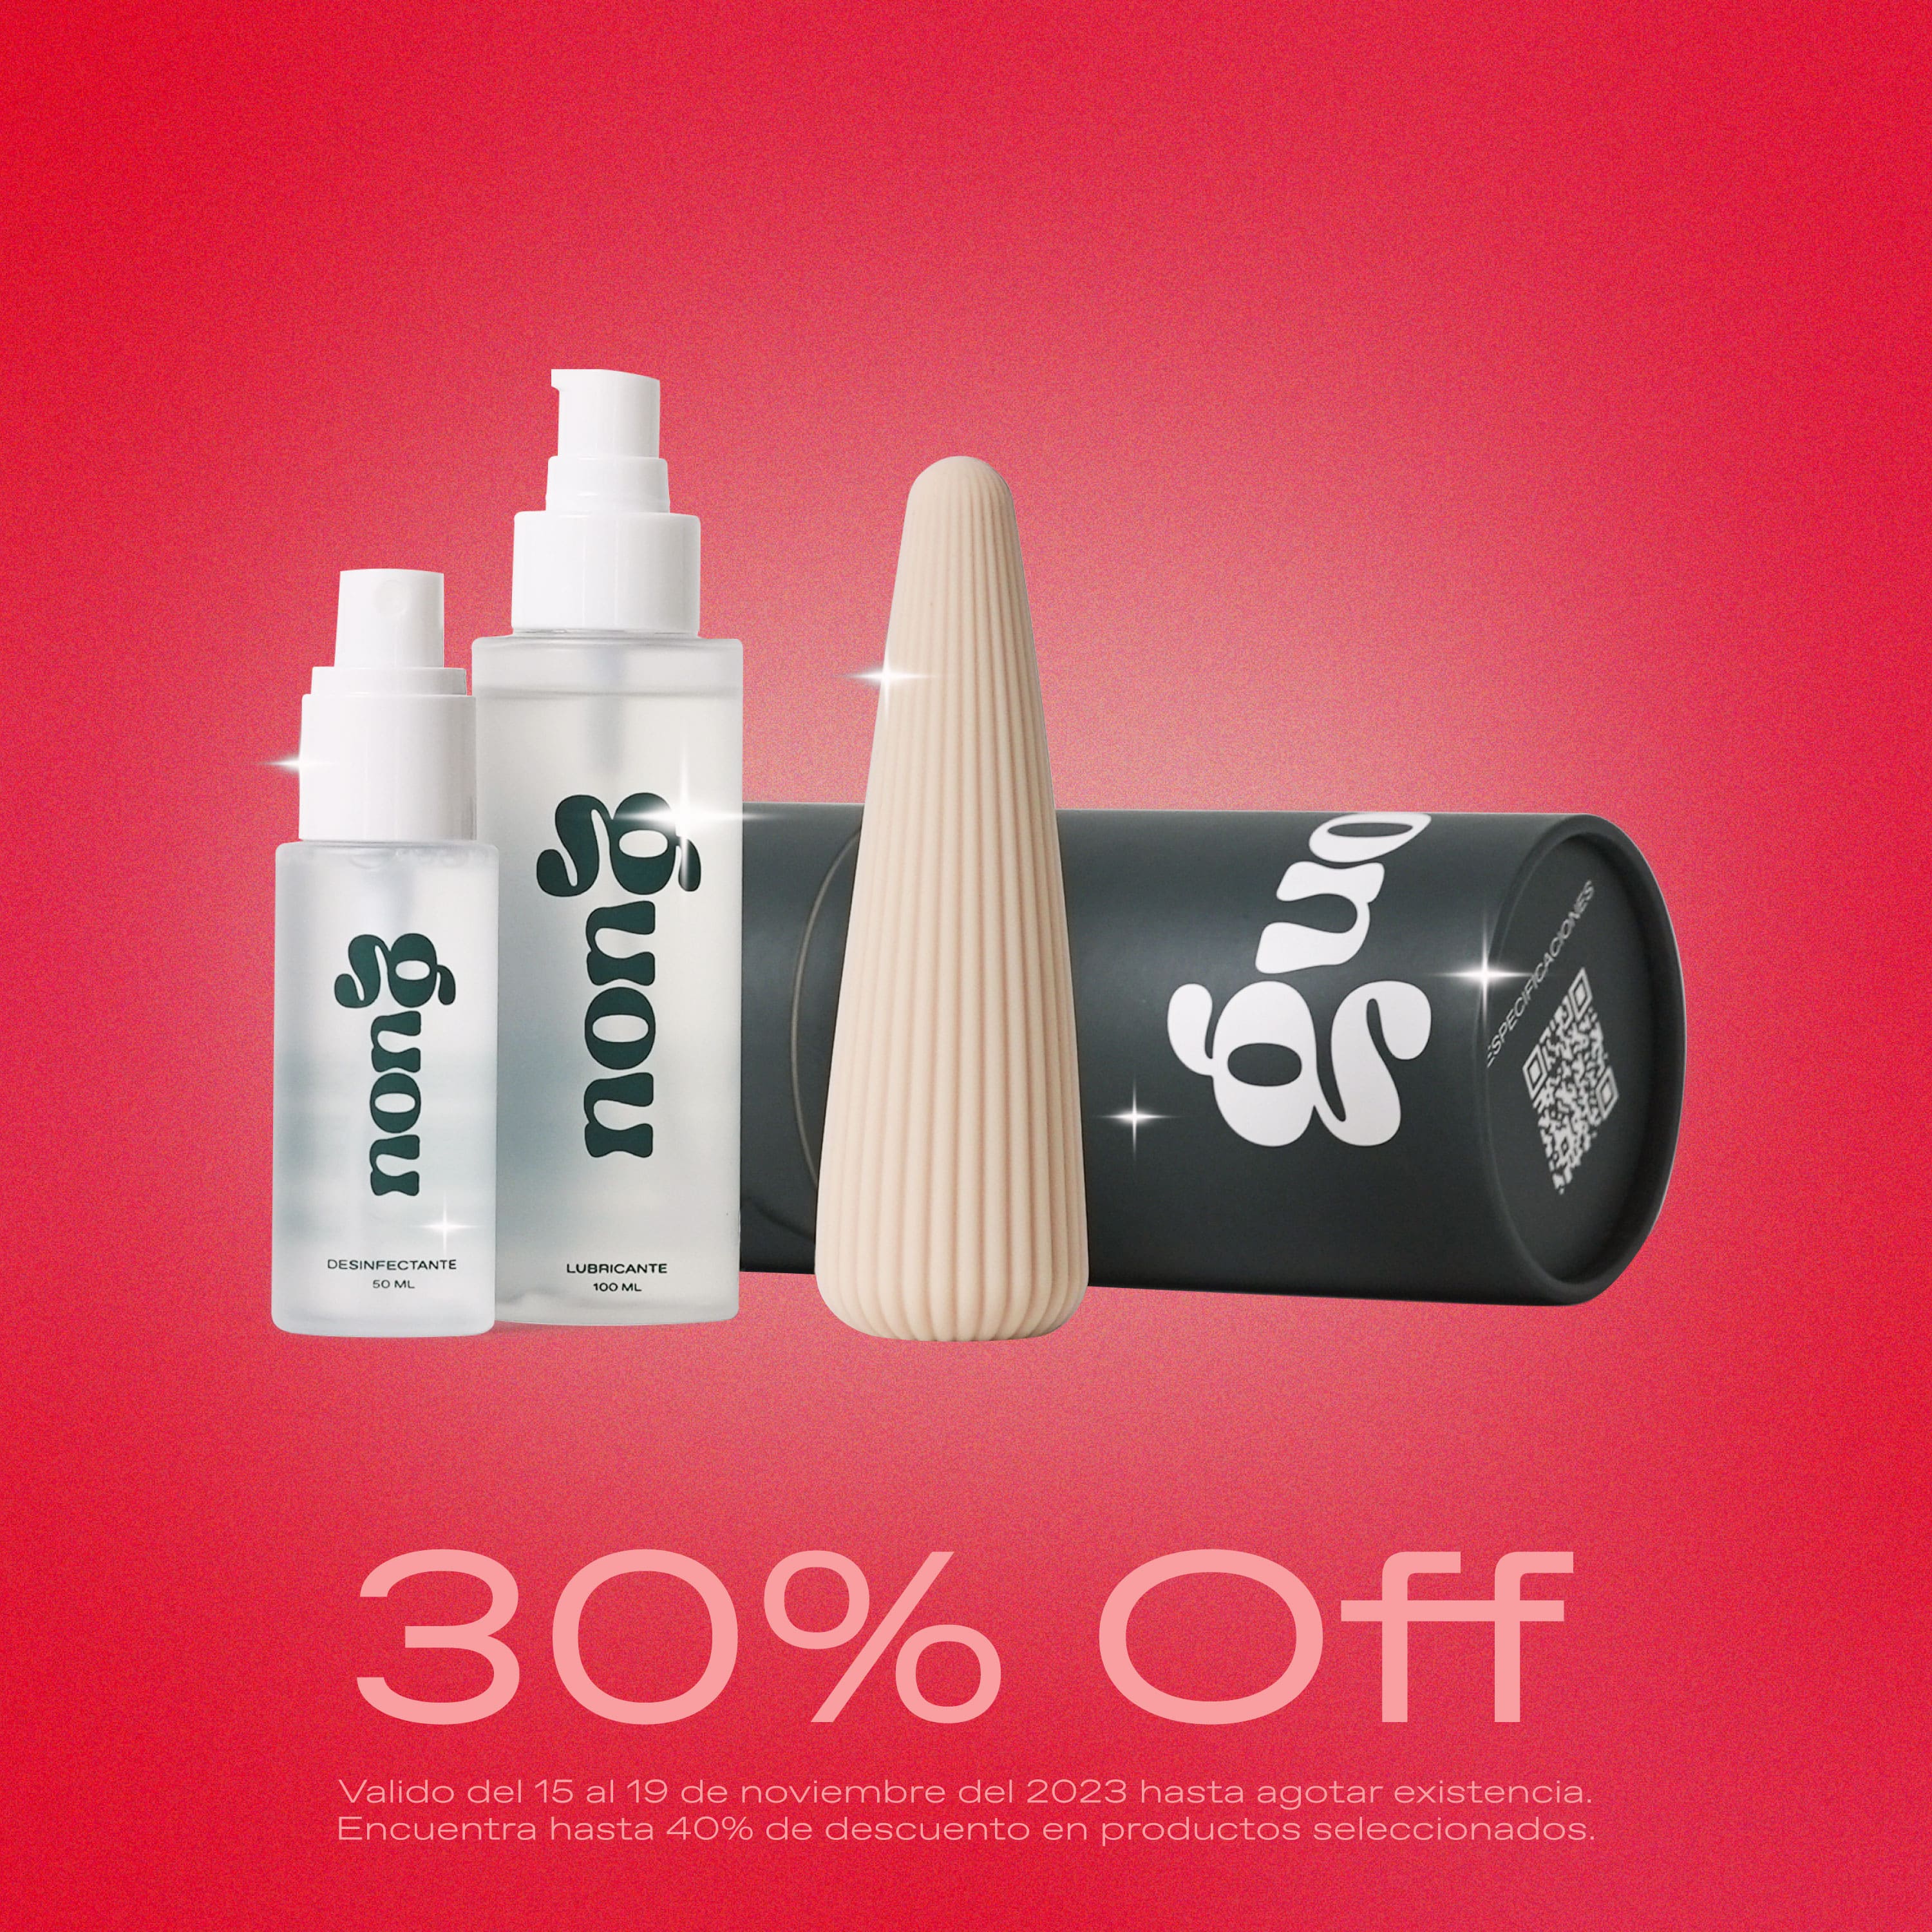 nong
DESINFECTANTE
50 ML
nong
LUBRICANTE
100 ML
nong
ESPECIFICACIONES
30% Off
Valido del 15 al 19 de noviembre del 2023 hasta agotar existencia.
Encuentra hasta 40% de descuento en productos seleccionados.